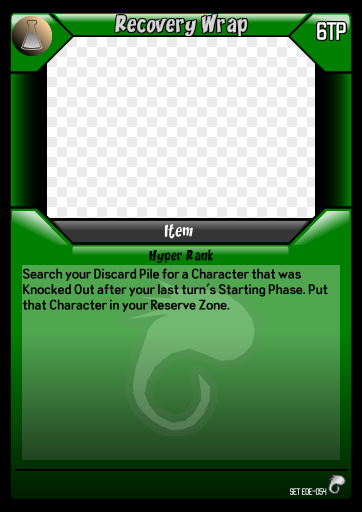 Recovery Wrap
6TP
Item
Hyper Rank
Search your Discard Pile for a Character that was
Knocked Out after your last turn's Starting Phase. Put
that Character in your Reserve Zone.
SET EOE-054